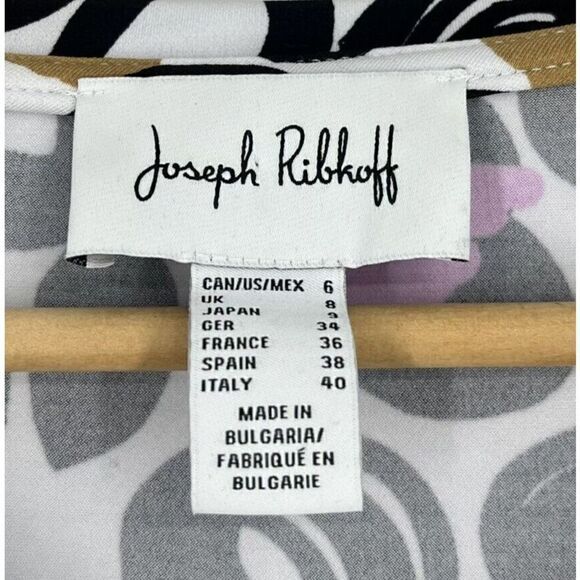 Joseph Ribkoff
CAN/US/MEX 6
UK 8
JAPAN 9
GER 34
FRANCE 36
SPAIN 38
ITALY 40
MADE IN
BULGARIA/
FABRIQUÉ EN
BULGARIE